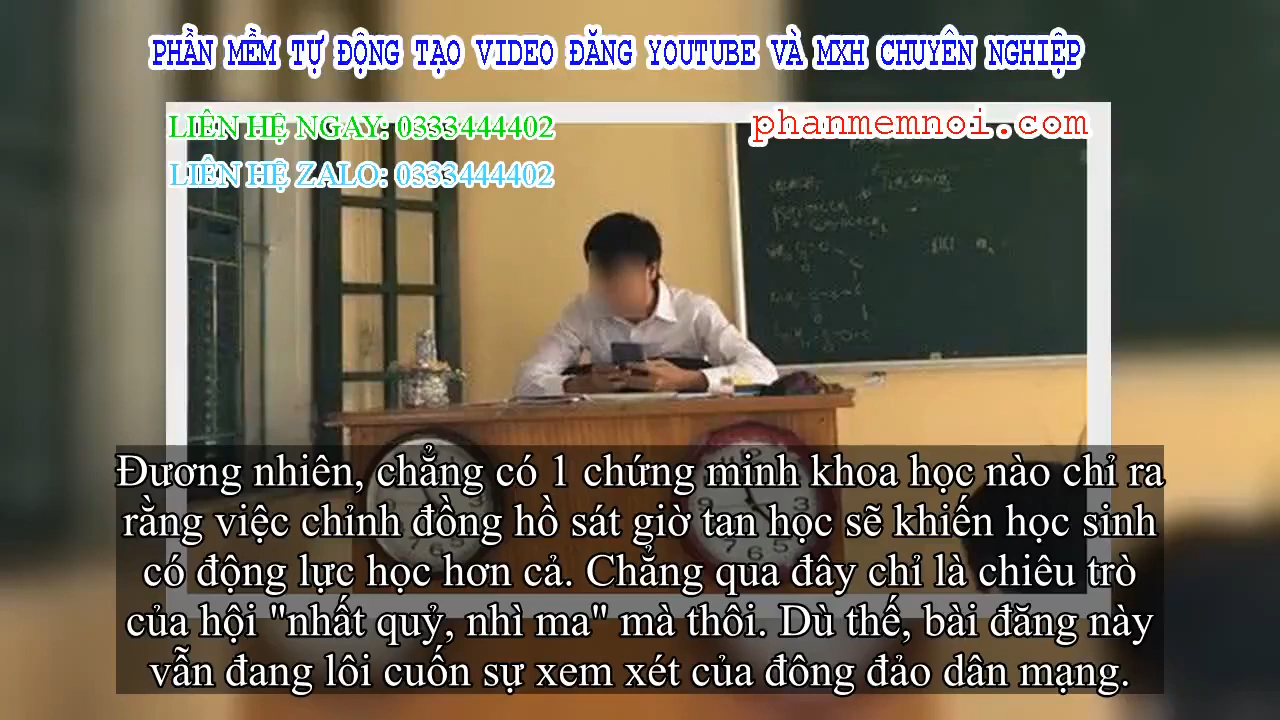 PHẦN MỀM TỰ ĐỘNG TẠO VIDEO ĐĂNG YOUTUBE VÀ MXH CHUYÊN NGHIỆP
LIÊN HỆ NGAY: 0333444402
phanmemnoi.com
LIÊN HỆ ZALO: 0333444402
Đương nhiên, chẳng có 1 chứng minh khoa học nào chỉ ra
rằng việc chỉnh đồng hồ sát giờ tan học sẽ khiến học sinh
có động lực học hơn cả. Chẳng qua đây chỉ là chiêu trò
của hội "nhất quỷ, nhì ma" mà thôi. Dù thế, bài đăng này
vẫn đang lôi cuốn sự xem xét của đông đảo dân mạng.